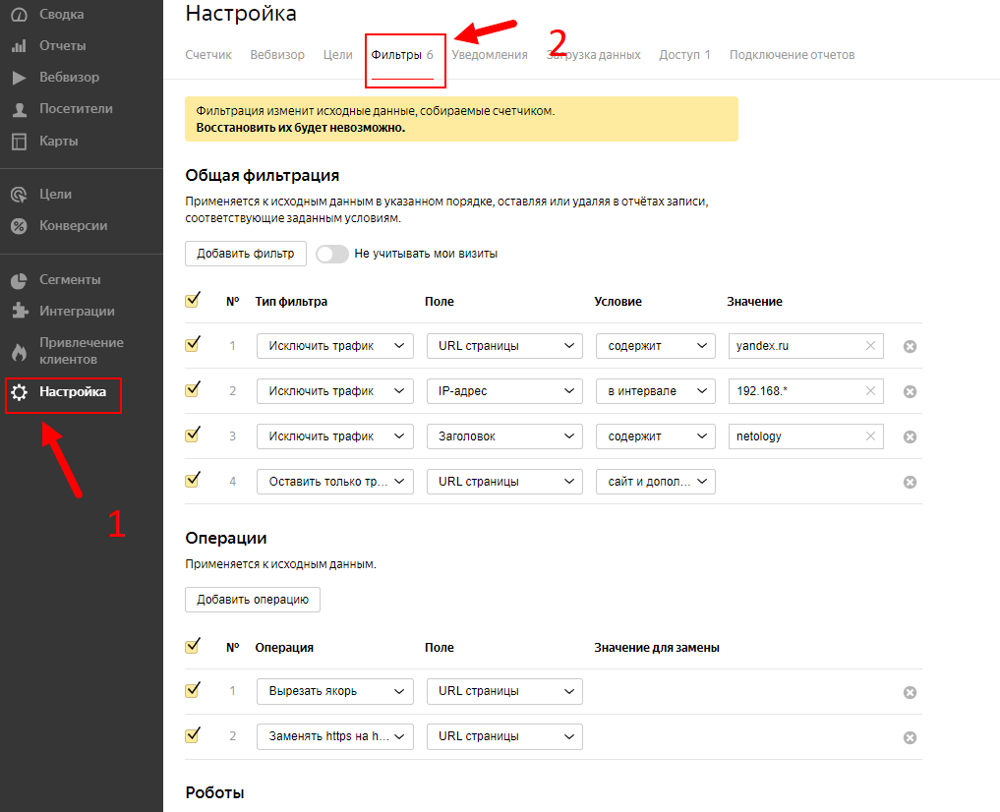 Сводка
Отчеты
Вебвизор
Посетители
Карты
Цели
Конверсии
Сегменты
Интеграции
Привлечение
клиентов
Настройка
1
Настройка
2
Счетчик Вебвизор Цели Фильтры 6 Уведомления Загрузка данных Доступ 1 Подключение отчетов
Фильтрация изменит исходные данные, собираемые счетчиком.
Восстановить их будет невозможно.
Общая фильтрация
Применяется к исходным данным в указанном порядке, оставляя или удаляя в отчётах записи,
соответствующие заданным условиям.
Добавить фильтр Не учитывать мои визиты
№ Тип фильтра Поле Условие Значение
1 Исключить трафик URL страницы содержит yandex.ru
2 Исключить трафик IP-адрес в интервале 192.168.*
3 Исключить трафик Заголовок содержит netology
4 Оставить только тр... URL страницы сайт и допол...
Операции
Применяется к исходным данным.
Добавить операцию
№ Операция Поле Значение для замены
1 Вырезать якорь URL страницы
2 Заменять https на h... URL страницы
Роботы